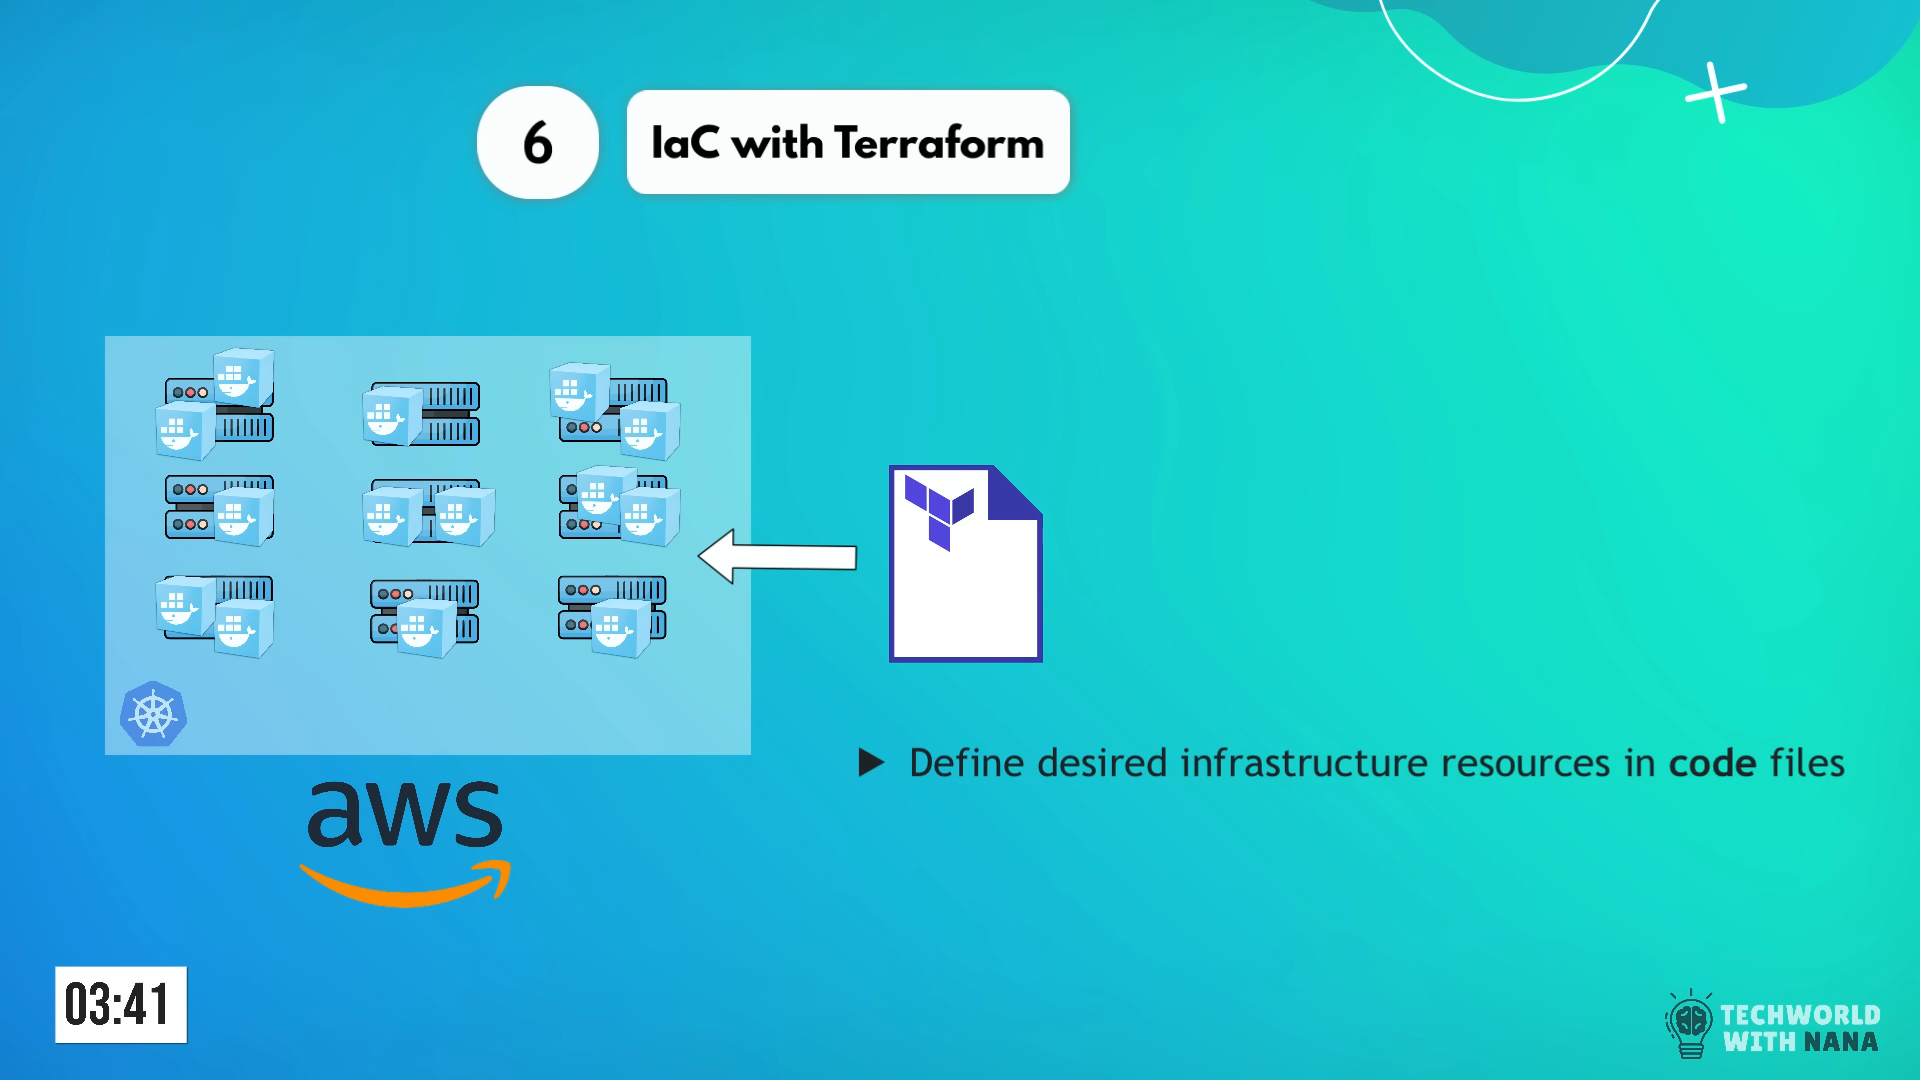 6
IaC with Terraform
▶ Define desired infrastructure resources in code files
aws
03:41
TECHWORLD
WITH NANA